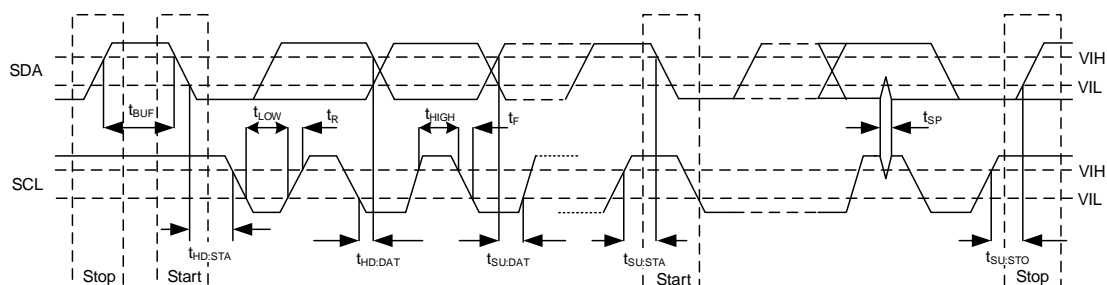 SDA
VIH
VIL
tBUF
tLOW
tR
tHIGH
tF
tSP
SCL
VIH
VIL
tHD:STA
tHD:DAT
tSU:DAT
tSU:STA
tSU:STO
Stop
Start
Start
Stop